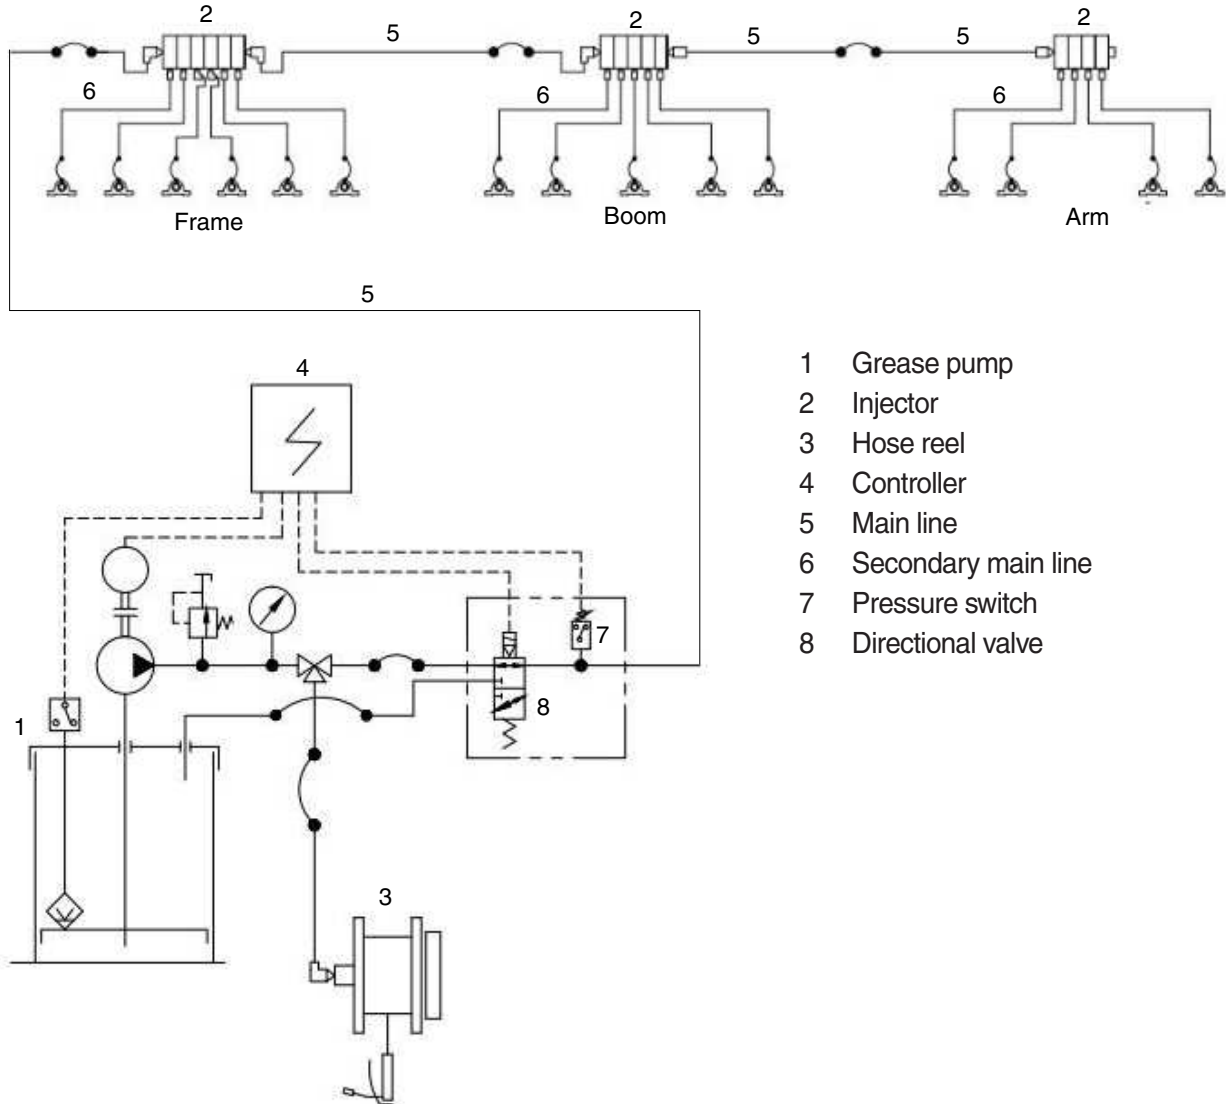 2
5
2
5
5
2
6
6
6
Frame
Boom
Arm
5
4
7
8
1
3
1 Grease pump
2 Injector
3 Hose reel
4 Controller
5 Main line
6 Secondary main line
7 Pressure switch
8 Directional valve